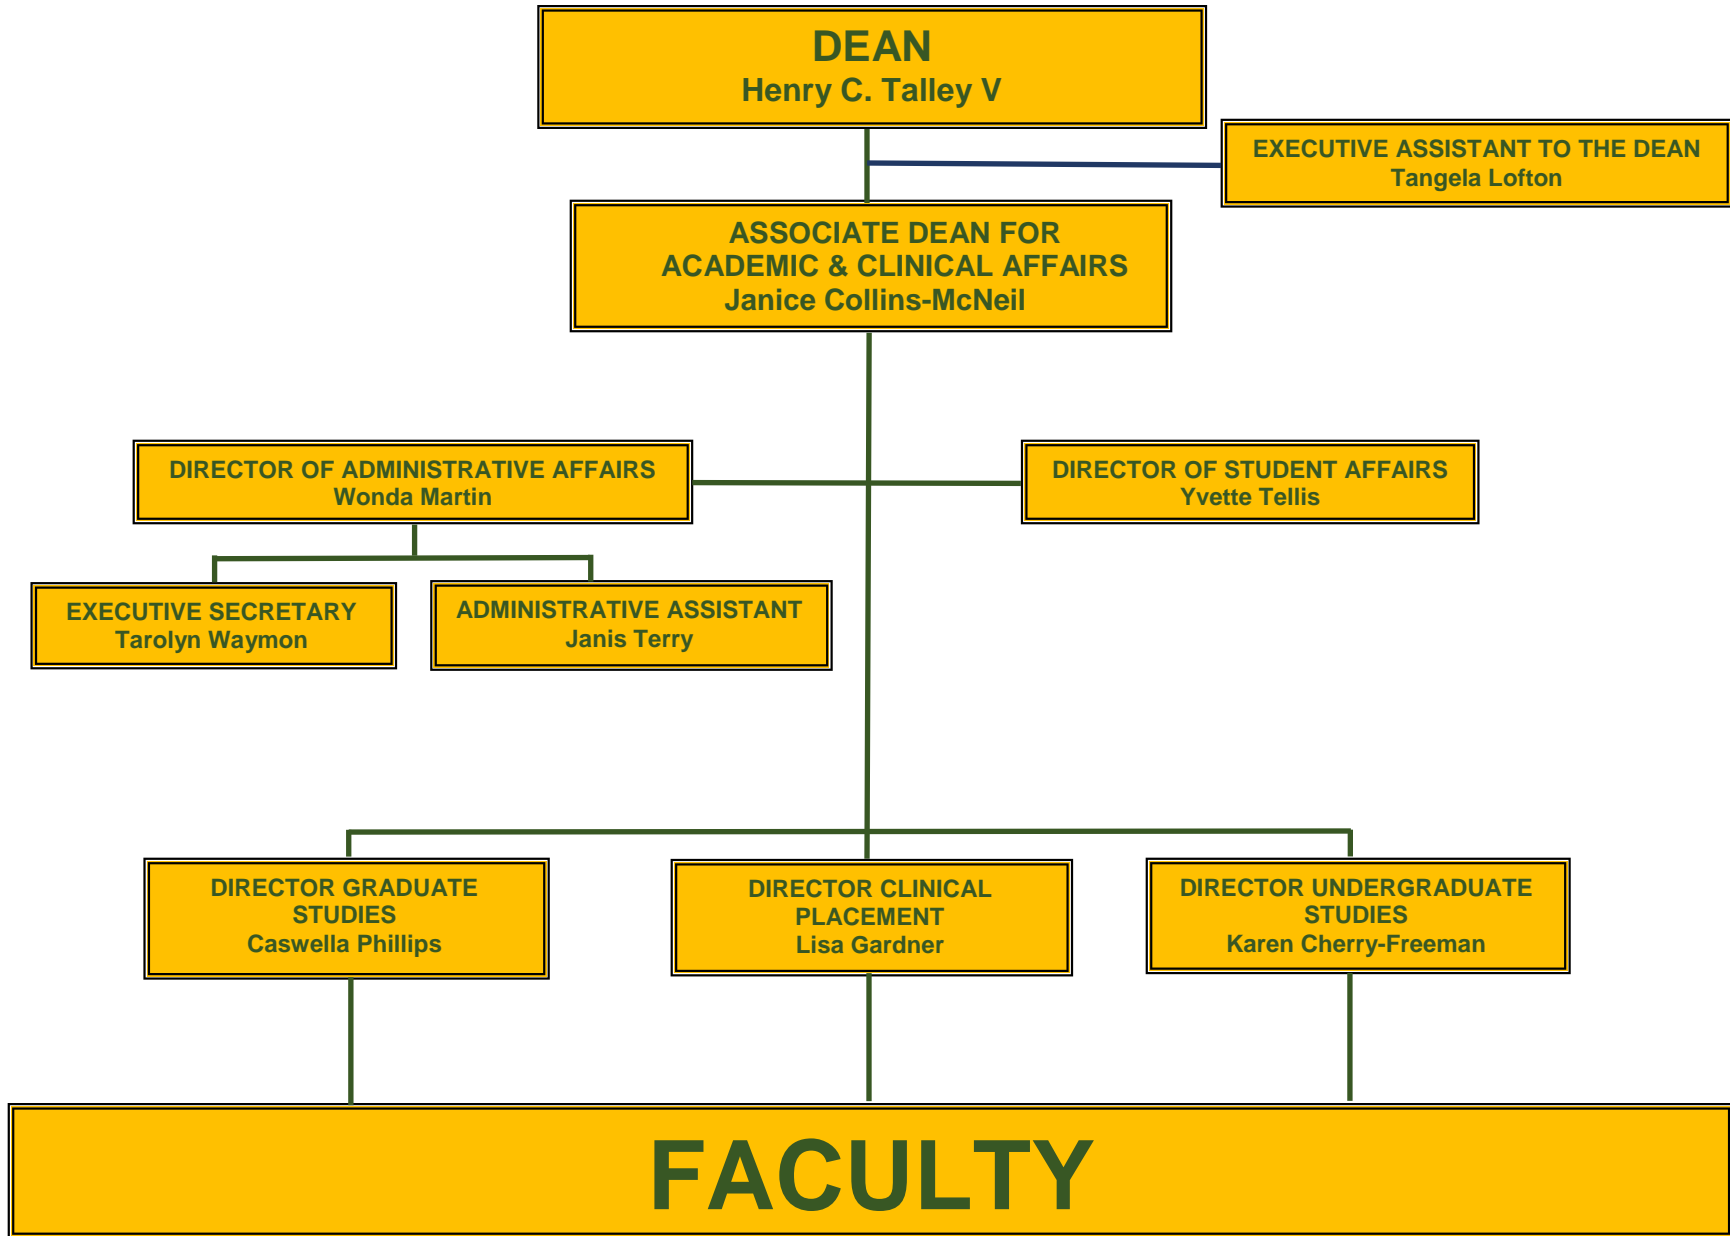 DEAN
Henry C. Talley V
EXECUTIVE ASSISTANT TO THE DEAN
Tangela Lofton
ASSOCIATE DEAN FOR
ACADEMIC & CLINICAL AFFAIRS
Janice Collins-McNeil
DIRECTOR OF ADMINISTRATIVE AFFAIRS
Wonda Martin
DIRECTOR OF STUDENT AFFAIRS
Yvette Tellis
EXECUTIVE SECRETARY
Tarolyn Waymon
ADMINISTRATIVE ASSISTANT
Janis Terry
DIRECTOR GRADUATE
STUDIES
Caswella Phillips
DIRECTOR CLINICAL
PLACEMENT
Lisa Gardner
DIRECTOR UNDERGRADUATE
STUDIES
Karen Cherry-Freeman
FACULTY